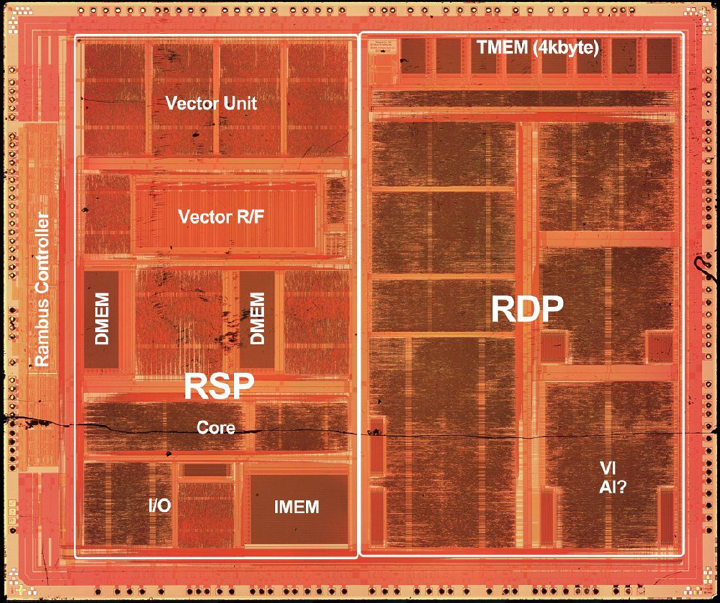 TMEM (4kbyte)
Vector Unit
Vector R/F
Rambus Controller
DMEM
DMEM
RDP
RSP
Core
VI
AI?
I/O
IMEM